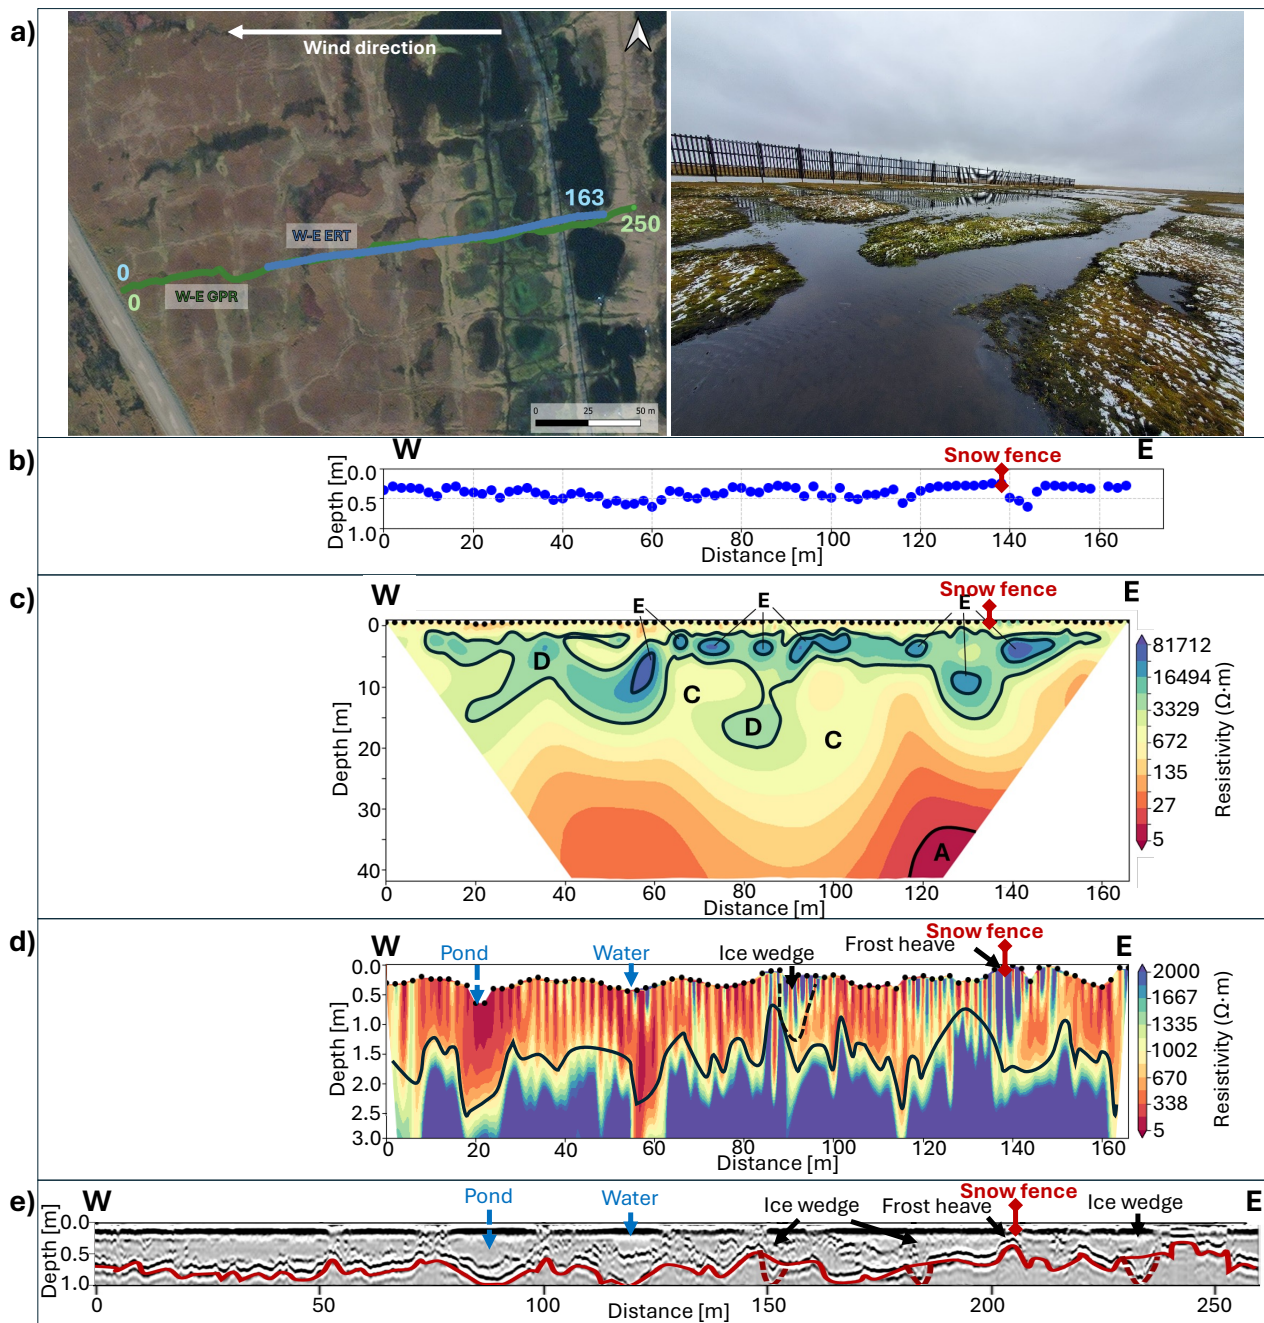 a)
Wind direction
163
250
W-E ERT
0
0
W-E GPR
0 25 50 m
b)
W
E
Snow fence
Depth [m]
0.0
0.5
1.0
0 20 40 60 80 100 120 140 160
Distance [m]
c)
W
E
Snow fence
E E E
D
C
D
C
A
Depth [m]
0
10
20
30
40
0 20 40 60 80 100 120 140 160
Distance [m]
81712
16494
3329
672
135
27
5
Resistivity (Ω·m)
d)
W
E
Snow fence
Pond
Water
Ice wedge
Frost heave
Depth [m]
0.0
0.5
1.0
1.5
2.0
2.5
3.0
0 20 40 60 80 100 120 140 160
Distance [m]
2000
1667
1335
1002
670
338
5
Resistivity (Ω·m)
e)
W
E
Snow fence
Pond
Water
Ice wedge
Frost heave
Ice wedge
Depth [m]
0.0
0.5
1.0
0 50 100 150 200 250
Distance [m]